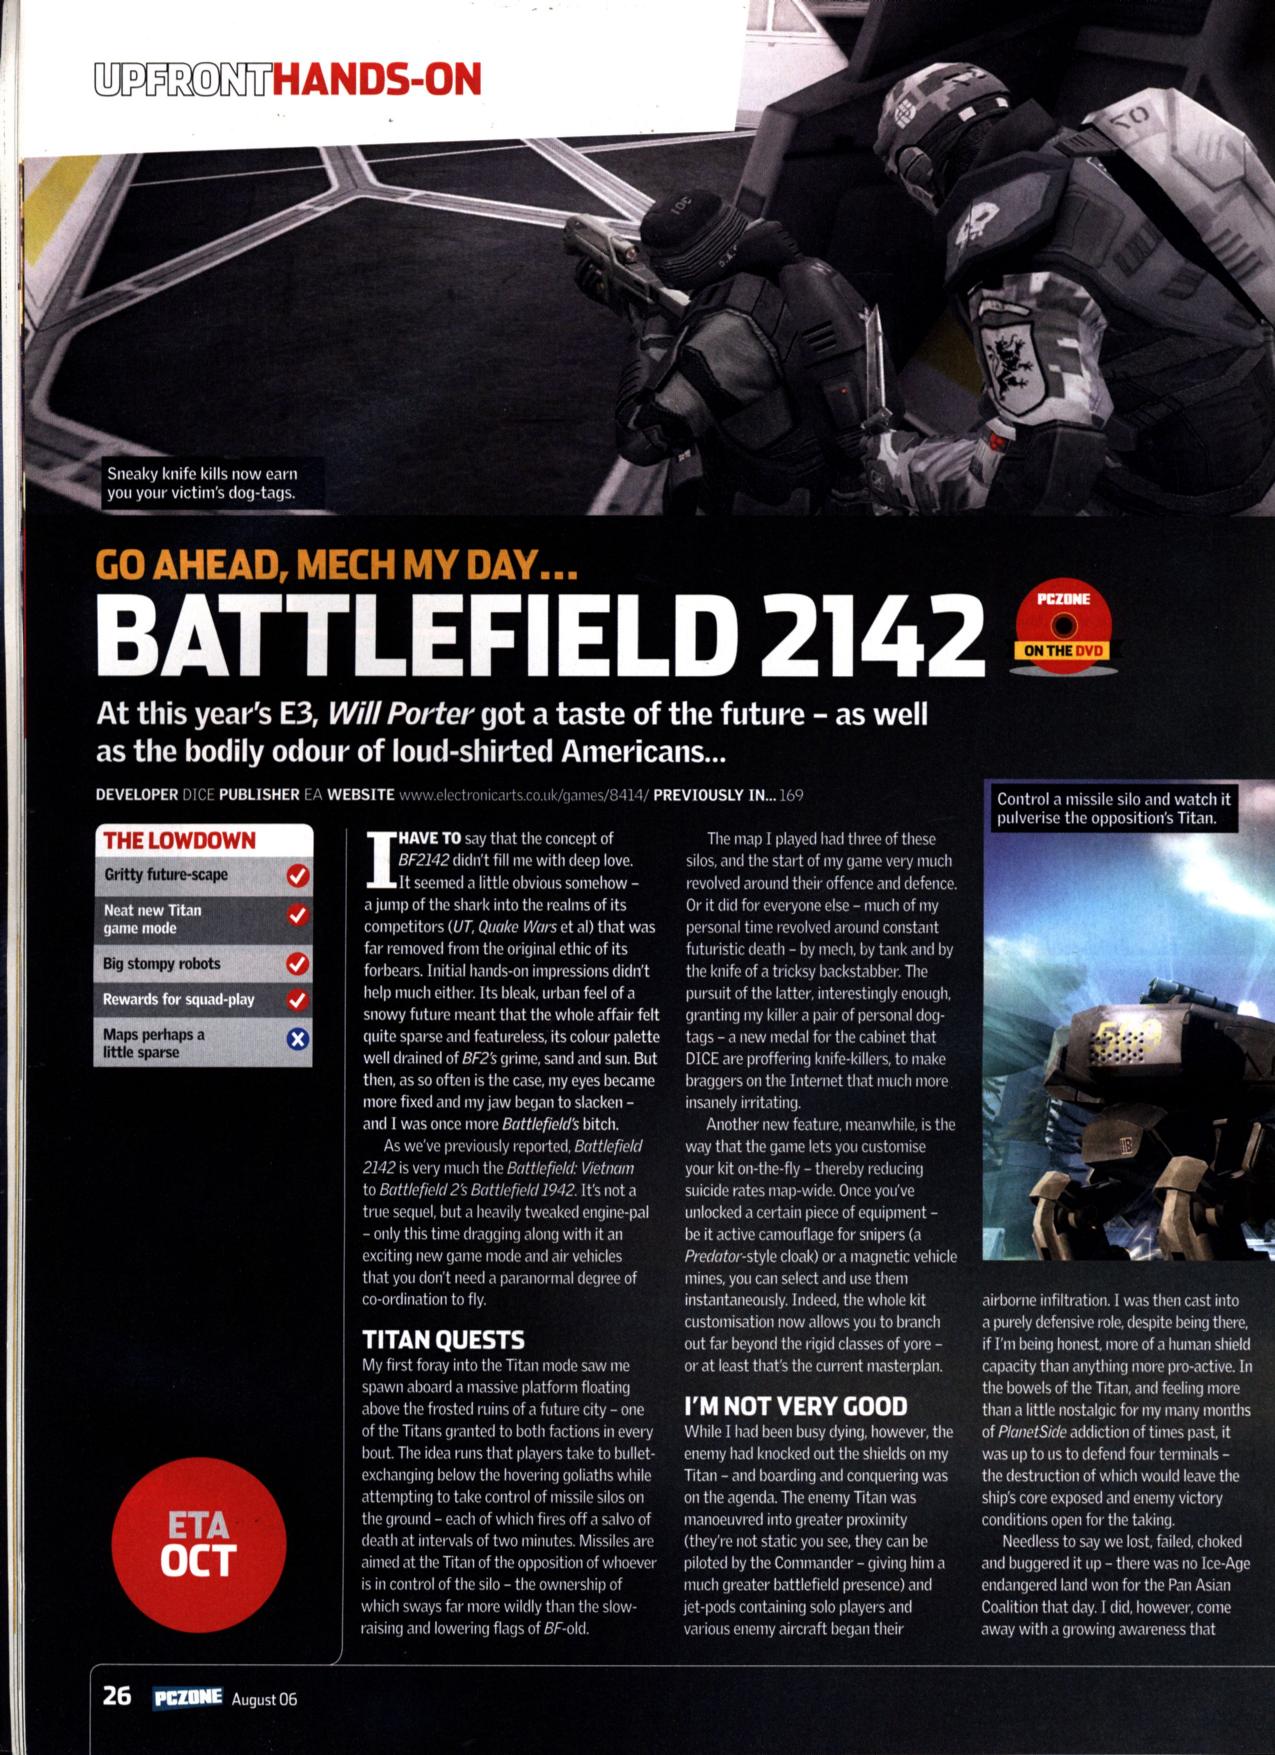 UPFRONTHANDS-ON
Sneaky knife kills now earn
you your victim's dog-tags.
GO AHEAD, MECH MY DAY...
BATTLEFIELD 2142
PCZONE
ON THE DVD
At this year's E3, Will Porter got a taste of the future – as well
as the bodily odour of loud-shirted Americans...
DEVELOPER DICE PUBLISHER EA WEBSITE www.electronicarts.co.uk/games/8414/ PREVIOUSLY IN... 169
THE LOWDOWN
Gritty future-scape
Neat new Titan
game mode
Big stompy robots
Rewards for squad-play
Maps perhaps a
little sparse
ETA
OCT
I HAVE TO say that the concept of
BF2142 didn't fill me with deep love.
It seemed a little obvious somehow –
a jump of the shark into the realms of its
competitors (UT, Quake Wars et al) that was
far removed from the original ethic of its
forbears. Initial hands-on impressions didn't
help much either. Its bleak, urban feel of a
snowy future meant that the whole affair felt
quite sparse and featureless, its colour palette
well drained of BF2's grime, sand and sun. But
then, as so often is the case, my eyes became
more fixed and my jaw began to slacken –
and I was once more Battlefield's bitch.
As we've previously reported, Battlefield
2142 is very much the Battlefield: Vietnam
to Battlefield 2's Battlefield 1942. It's not a
true sequel, but a heavily tweaked engine-pal
– only this time dragging along with it an
exciting new game mode and air vehicles
that you don't need a paranormal degree of
co-ordination to fly.
TITAN QUESTS
My first foray into the Titan mode saw me
spawn aboard a massive platform floating
above the frosted ruins of a future city – one
of the Titans granted to both factions in every
bout. The idea runs that players take to bullet-
exchanging below the hovering goliaths while
attempting to take control of missile silos on
the ground – each of which fires off a salvo of
death at intervals of two minutes. Missiles are
aimed at the Titan of the opposition of whoever
is in control of the silo – the ownership of
which sways far more wildly than the slow-
raising and lowering flags of BF-old.
The map I played had three of these
silos, and the start of my game very much
revolved around their offence and defence.
Or it did for everyone else – much of my
personal time revolved around constant
futuristic death – by mech, by tank and by
the knife of a tricksy backstabber. The
pursuit of the latter, interestingly enough,
granting my killer a pair of personal dog-
tags – a new medal for the cabinet that
DICE are proffering knife-killers, to make
braggers on the Internet that much more
insanely irritating.
Another new feature, meanwhile, is the
way that the game lets you customise
your kit on-the-fly – thereby reducing
suicide rates map-wide. Once you've
unlocked a certain piece of equipment –
be it active camouflage for snipers (a
Predator-style cloak) or a magnetic vehicle
mines, you can select and use them
instantaneously. Indeed, the whole kit
customisation now allows you to branch
out far beyond the rigid classes of yore –
or at least that's the current masterplan.
I'M NOT VERY GOOD
While I had been busy dying, however, the
enemy had knocked out the shields on my
Titan – and boarding and conquering was
on the agenda. The enemy Titan was
manoeuvred into greater proximity
(they're not static you see, they can be
piloted by the Commander – giving him a
much greater battlefield presence) and
jet-pods containing solo players and
various enemy aircraft began their
Control a missile silo and watch it
pulverise the opposition's Titan.
airborne infiltration. I was then cast into
a purely defensive role, despite being there,
if I'm being honest, more of a human shield
capacity than anything more pro-active. In
the bowels of the Titan, and feeling more
than a little nostalgic for my many months
of PlanetSide addiction of times past, it
was up to us to defend four terminals –
the destruction of which would leave the
ship's core exposed and enemy victory
conditions open for the taking.
Needless to say we lost, failed, choked
and buggered it up – there was no Ice-Age
endangered land won for the Pan Asian
Coalition that day. I did, however, come
away with a growing awareness that
26 PCZONE August 06